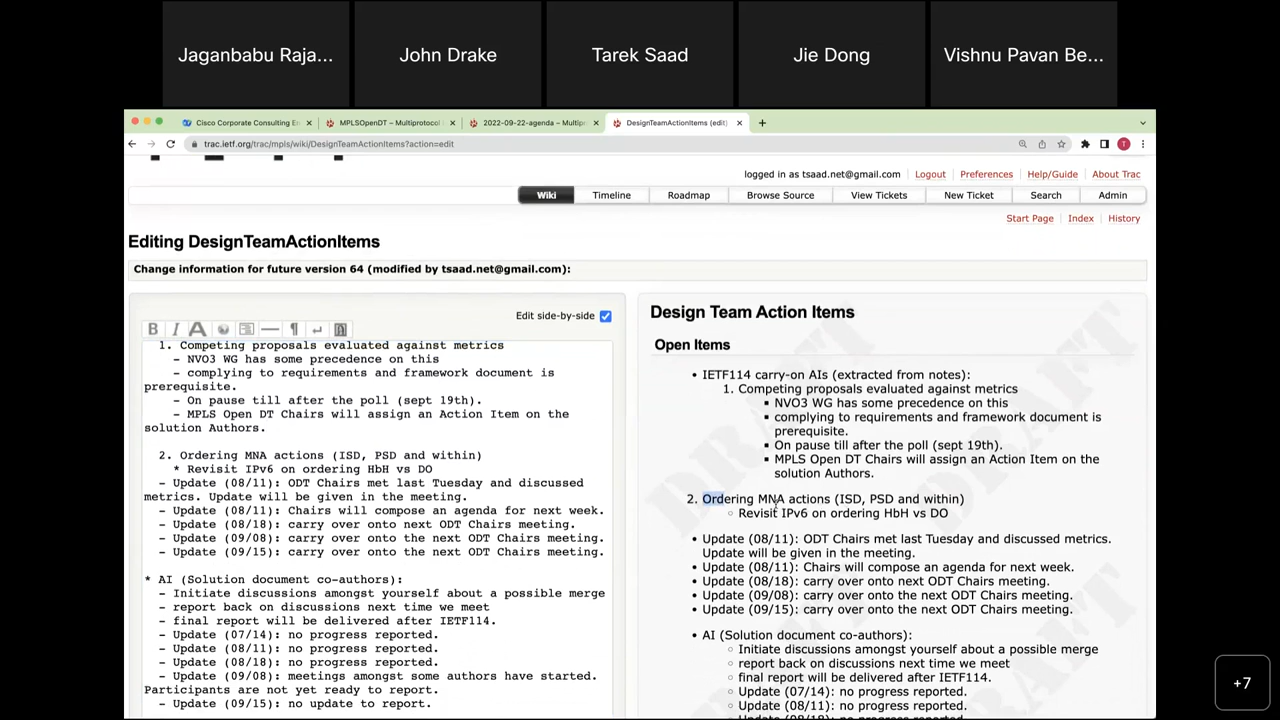 Jaganbabu Raja...
John Drake
Tarek Saad
Jie Dong
Vishnu Pavan Be...
Cisco Corporate Consulting En
MPLSOpenDT – Multiprotocol
2022-09-22-agenda – Multipr
DesignTeamActionItems (edit)
trac.ietf.org/trac/mpls/wiki/DesignTeamActionItems?action=edit
T
logged in as tsaad.net@gmail.com
Logout
Preferences
Help/Guide
About Trac
Wiki
Timeline
Roadmap
Browse Source
View Tickets
New Ticket
Search
Admin
Start Page
Index
History
Editing DesignTeamActionItems
Change information for future version 64 (modified by tsaad.net@gmail.com):
Edit side-by-side
B I A
1. Competing proposals evaluated against metrics
- NVO3 WG has some precedence on this
- complying to requirements and framework document is
prerequisite.
- On pause till after the poll (sept 19th).
- MPLS Open DT Chairs will assign an Action Item on the
solution Authors.
2. Ordering MNA actions (ISD, PSD and within)
* Revisit IPv6 on ordering HbH vs DO
- Update (08/11): ODT Chairs met last Tuesday and discussed
metrics. Update will be given in the meeting.
- Update (08/11): Chairs will compose an agenda for next week.
- Update (08/18): carry over onto next ODT Chairs meeting.
- Update (09/08): carry over onto the next ODT Chairs meeting.
- Update (09/15): carry over onto the next ODT Chairs meeting.
* AI (Solution document co-authors):
- Initiate discussions amongst yourself about a possible merge
- report back on discussions next time we meet
- final report will be delivered after IETF114.
- Update (07/14): no progress reported.
- Update (08/11): no progress reported.
- Update (08/18): no progress reported.
- Update (09/08): meetings amongst some authors have started.
Participants are not yet ready to report.
- Update (09/15): no update to report.
Design Team Action Items
Open Items
• IETF114 carry-on AIs (extracted from notes):
1. Competing proposals evaluated against metrics
▪ NVO3 WG has some precedence on this
▪ complying to requirements and framework document is
prerequisite.
▪ On pause till after the poll (sept 19th).
▪ MPLS Open DT Chairs will assign an Action Item on the
solution Authors.
2. Ordering MNA actions (ISD, PSD and within)
◦ Revisit IPv6 on ordering HbH vs DO
• Update (08/11): ODT Chairs met last Tuesday and discussed metrics.
Update will be given in the meeting.
• Update (08/11): Chairs will compose an agenda for next week.
• Update (08/18): carry over onto next ODT Chairs meeting.
• Update (09/08): carry over onto the next ODT Chairs meeting.
• Update (09/15): carry over onto the next ODT Chairs meeting.
• AI (Solution document co-authors):
◦ Initiate discussions amongst yourself about a possible merge
◦ report back on discussions next time we meet
◦ final report will be delivered after IETF114.
◦ Update (07/14): no progress reported.
◦ Update (08/11): no progress reported.
◦ Update (08/18): no progress reported.
DRAFT
DRAFT
DRAFT
+7